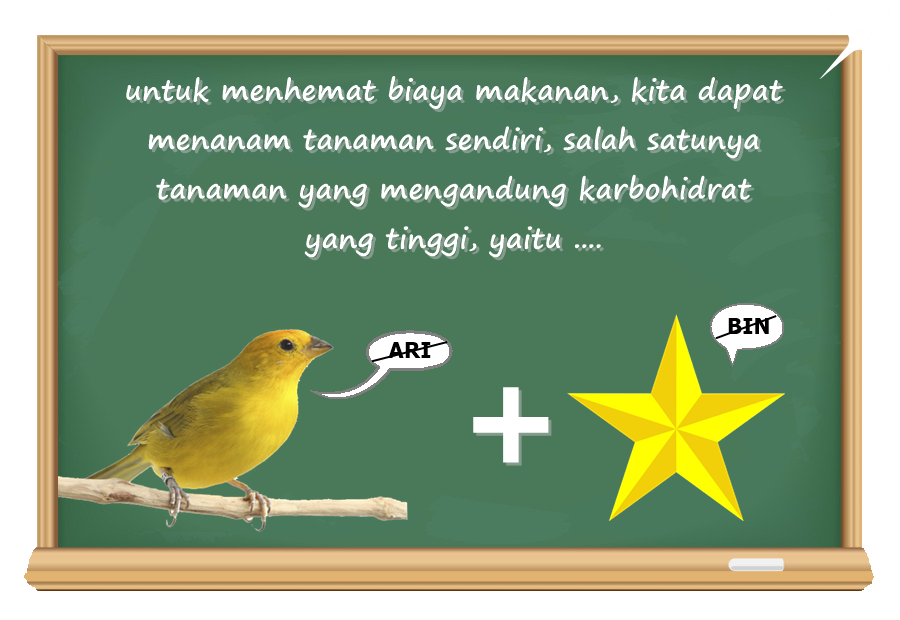 untuk menhemat biaya makanan, kita dapat
menanam tanaman sendiri, salah satunya
tanaman yang mengandung karbohidrat
yang tinggi, yaitu ....
ARI
BIN
+